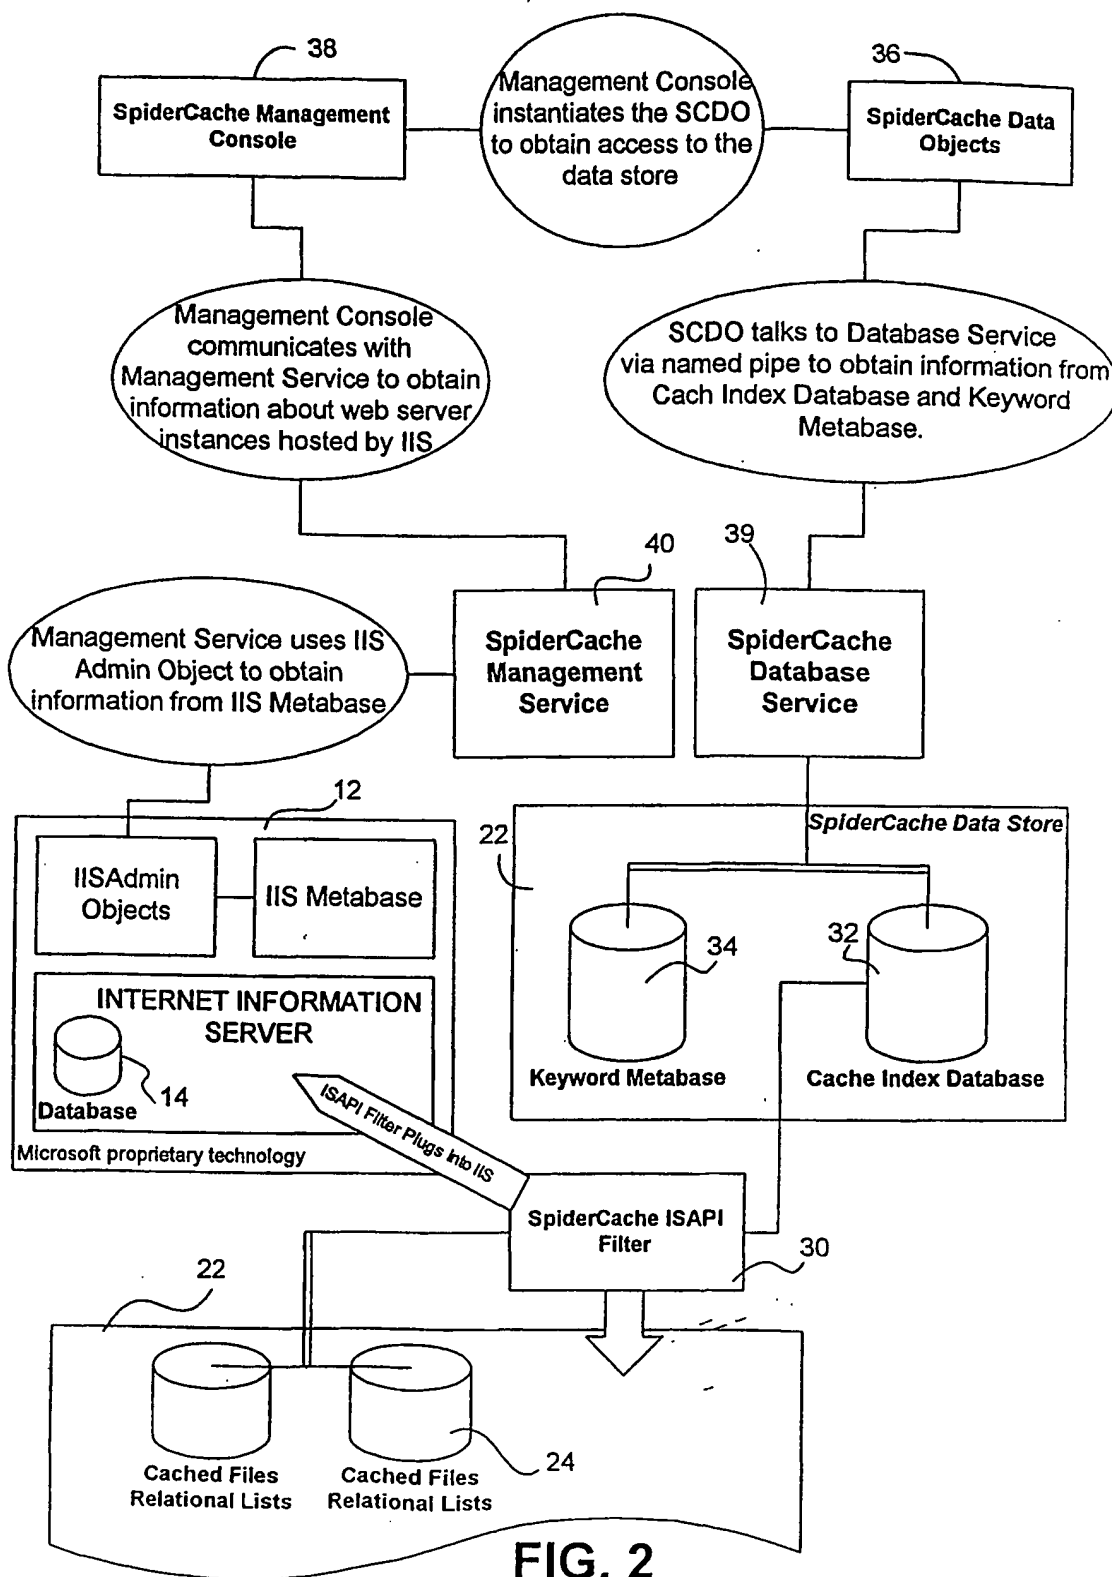 38
SpiderCache Management
Console
Management Console
instantiates the SCDO
to obtain access to the
data store
36
SpiderCache Data
Objects
Management Console
communicates with
Management Service to obtain
information about web server
instances hosted by IIS
SCDO talks to Database Service
via named pipe to obtain information from
Cach Index Database and Keyword
Metabase.
40
39
Management Service uses IIS
Admin Object to obtain
information from IIS Metabase
SpiderCache
Management
Service
SpiderCache
Database
Service
12
IISAdmin
Objects
IIS Metabase
INTERNET INFORMATION
SERVER
14
Database
Microsoft proprietary technology
SpiderCache Data Store
22
34
32
Keyword Metabase
Cache Index Database
ISAPI Filter Plugs into IIS
SpiderCache ISAPI
Filter
30
22
24
Cached Files
Relational Lists
Cached Files
Relational Lists
FIG. 2